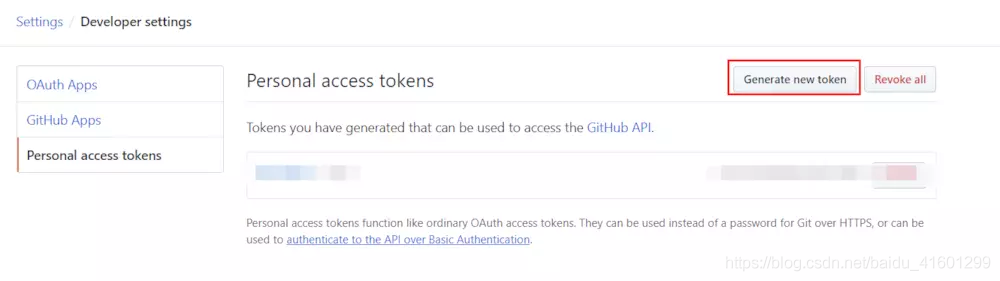 Settings / Developer settings
OAuth Apps
GitHub Apps
Personal access tokens
Personal access tokens
Generate new token
Revoke all
Tokens you have generated that can be used to access the GitHub API.
Personal access tokens function like ordinary OAuth access tokens. They can be used instead of a password for Git over HTTPS, or can be
used to authenticate to the API over Basic Authentication.
https://blog.csdn.net/baidu_41601299